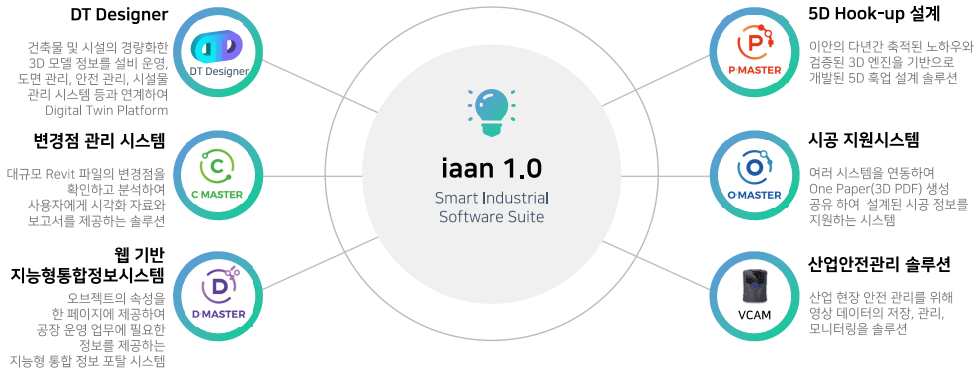 DT Designer
건축물 및 시설의 경량화한
3D 모델 정보를 설비 운영,
도면 관리, 안전 관리, 시설물
관리 시스템 등과 연계하여
Digital Twin Platform
DT Designer
변경점 관리 시스템
대규모 Revit 파일의 변경점을
확인하고 분석하여
사용자에게 시각화 자료와
보고서를 제공하는 솔루션
C
C·MASTER
웹 기반
지능형통합정보시스템
오브젝트의 속성을
한 페이지에 제공하여
공장 운영 업무에 필요한
정보를 제공하는
지능형 통합 정보 포탈 시스템
D
D·MASTER
iaan 1.0
Smart Industrial
Software Suite
5D Hook-up 설계
이안의 다년간 축적된 노하우와
검증된 3D 엔진을 기반으로
개발된 5D 훅업 설계 솔루션
P
P·MASTER
시공 지원시스템
여러 시스템을 연동하여
One Paper(3D PDF) 생성
공유 하여 설계된 시공 정보를
지원하는 시스템
O
O·MASTER
산업안전관리 솔루션
산업 현장 안전 관리를 위해
영상 데이터의 저장, 관리,
모니터링을 솔루션
VCAM